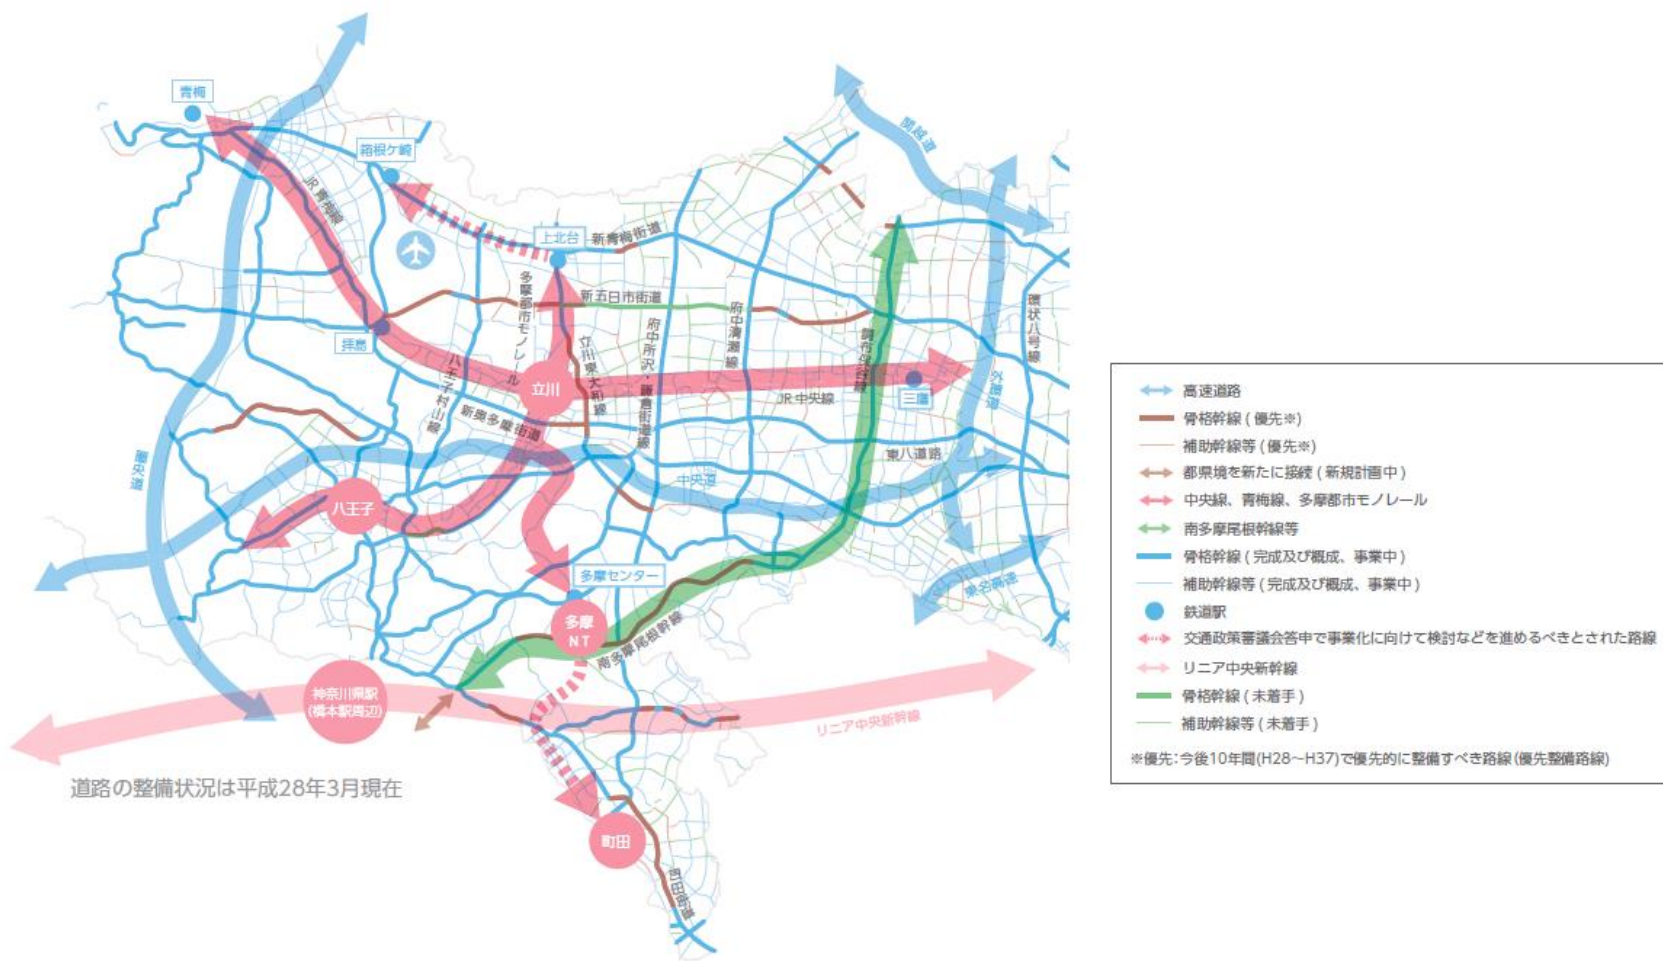 青梅
箱根ケ崎
関越道
JR青梅線
上北台
新青梅街道
多摩都市モノレール
新五日市街道
府中清瀬線
府中所沢・鎌倉街道線
環状八号線
拝島
八王子村山線
立川
立川東大和線
調布保谷線
JR中央線
三鷹
外環道
新奥多摩街道
東八道路
圏央道
中央道
八王子
多摩センター
東名高速
多摩
NT
南多摩尾根幹線
神奈川県駅
(橋本駅周辺)
リニア中央新幹線
道路の整備状況は平成28年3月現在
町田
町田街道
高速道路
骨格幹線(優先※)
補助幹線等(優先※)
都県境を新たに接続(新規計画中)
中央線、青梅線、多摩都市モノレール
南多摩尾根幹線等
骨格幹線(完成及び概成、事業中)
補助幹線等(完成及び概成、事業中)
鉄道駅
交通政策審議会答申で事業化に向けて検討などを進めるべきとされた路線
リニア中央新幹線
骨格幹線(未着手)
補助幹線等(未着手)
※優先:今後10年間(H28～H37)で優先的に整備すべき路線(優先整備路線)